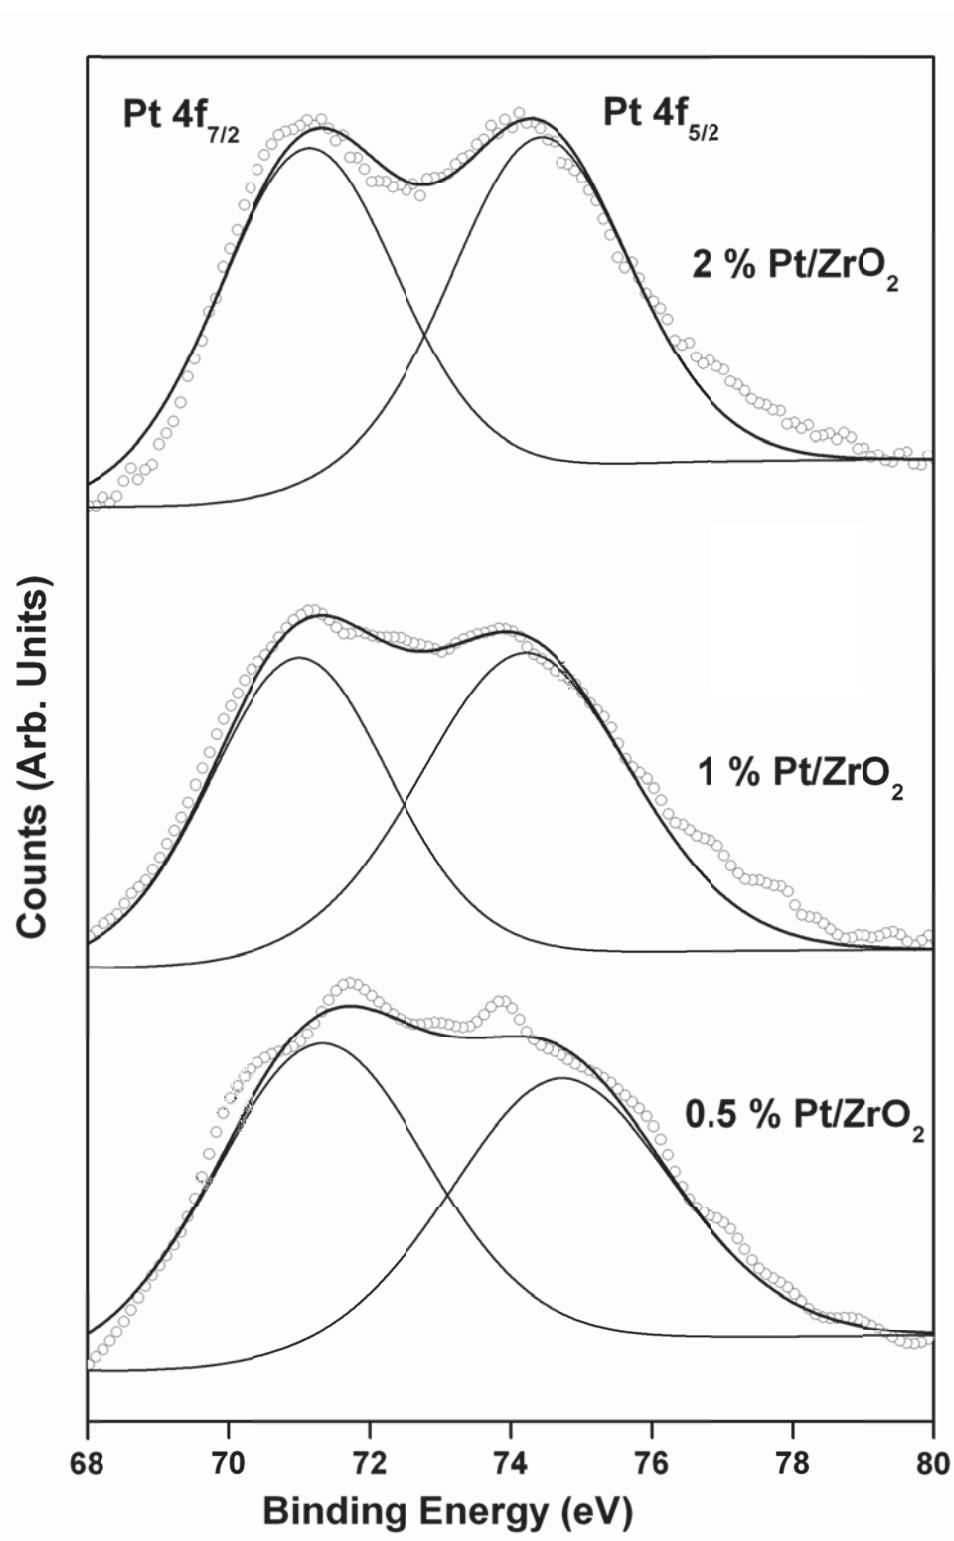 Pt 4f7/2
Pt 4f5/2
2 % Pt/ZrO2
1 % Pt/ZrO2
0.5 % Pt/ZrO2
Counts (Arb. Units)
68 70 72 74 76 78 80
Binding Energy (eV)